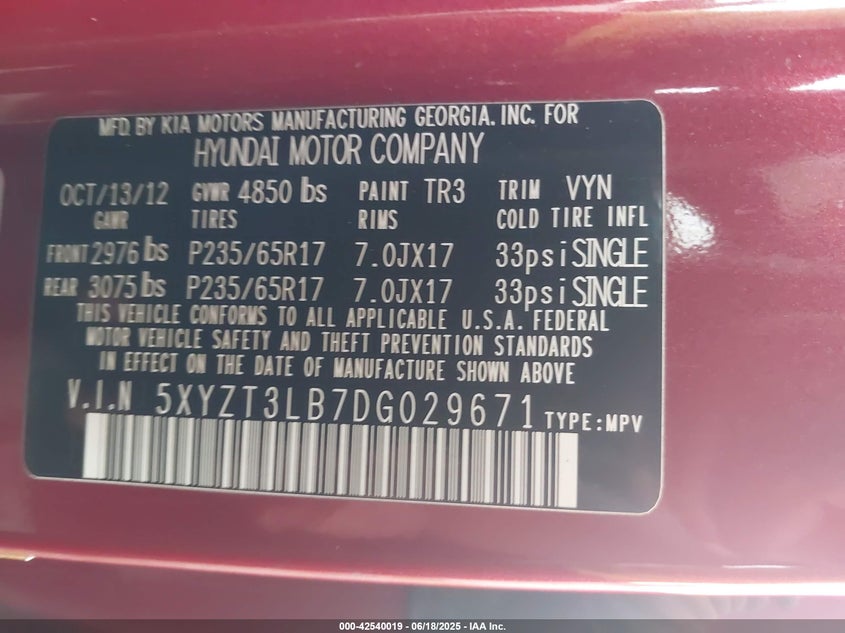 MFD. BY KIA MOTORS MANUFACTURING GEORGIA. INC. FOR
HYUNDAI MOTOR COMPANY
OCT/13/12 GVWR 4850 lbs PAINT TR3 TRIM VYN
GAWR TIRES RIMS COLD TIRE INFL
FRONT 2976 lbs P235/65R17 7.0JX17 33psi SINGLE
REAR 3075 lbs P235/65R17 7.0JX17 33psi SINGLE
THIS VEHICLE CONFORMS TO ALL APPLICABLE U.S.A. FEDERAL
MOTOR VEHICLE SAFETY AND THEFT PREVENTION STANDARDS
IN EFFECT ON THE DATE OF MANUFACTURE SHOWN ABOVE
V.I.N 5XYZT3LB7DG029671 TYPE:MPV
000-42540019 - 06/18/2025 - IAA Inc.